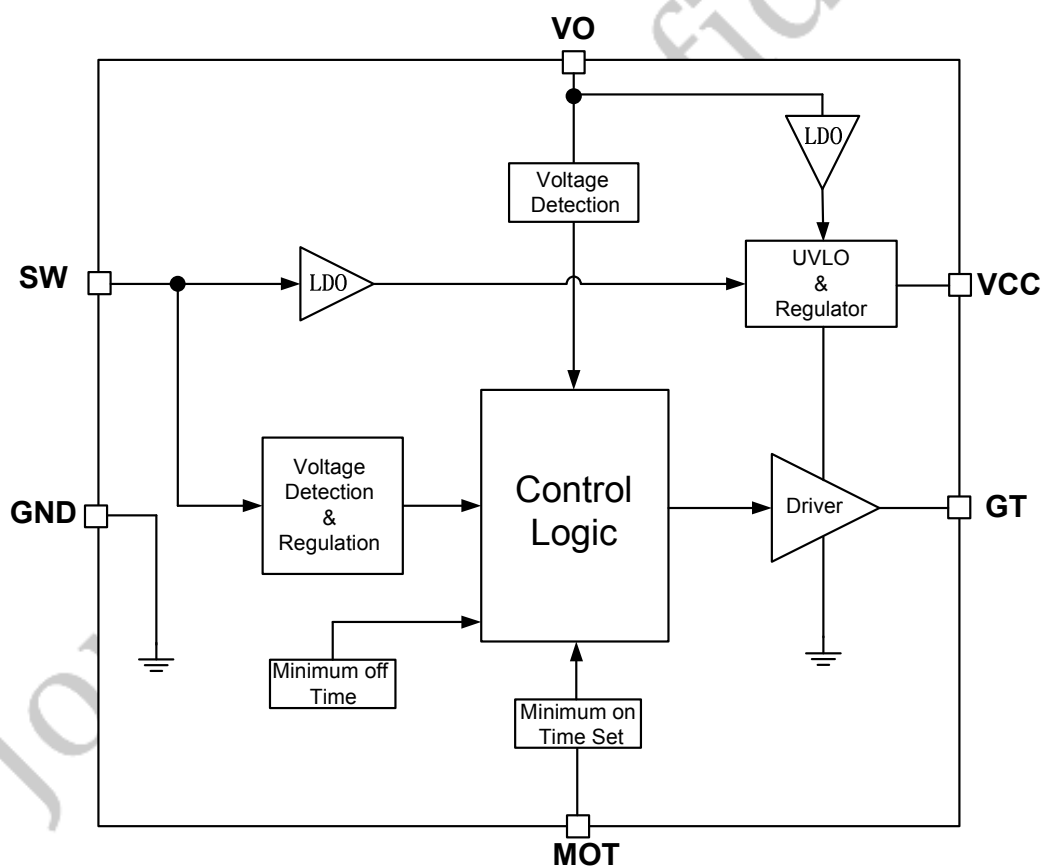 VO
LDO
Voltage
Detection
SW
LDO
UVLO
&
Regulator
VCC
Voltage
Detection
&
Regulation
GND
Control
Logic
Driver
GT
Minimum off
Time
Minimum on
Time Set
MOT